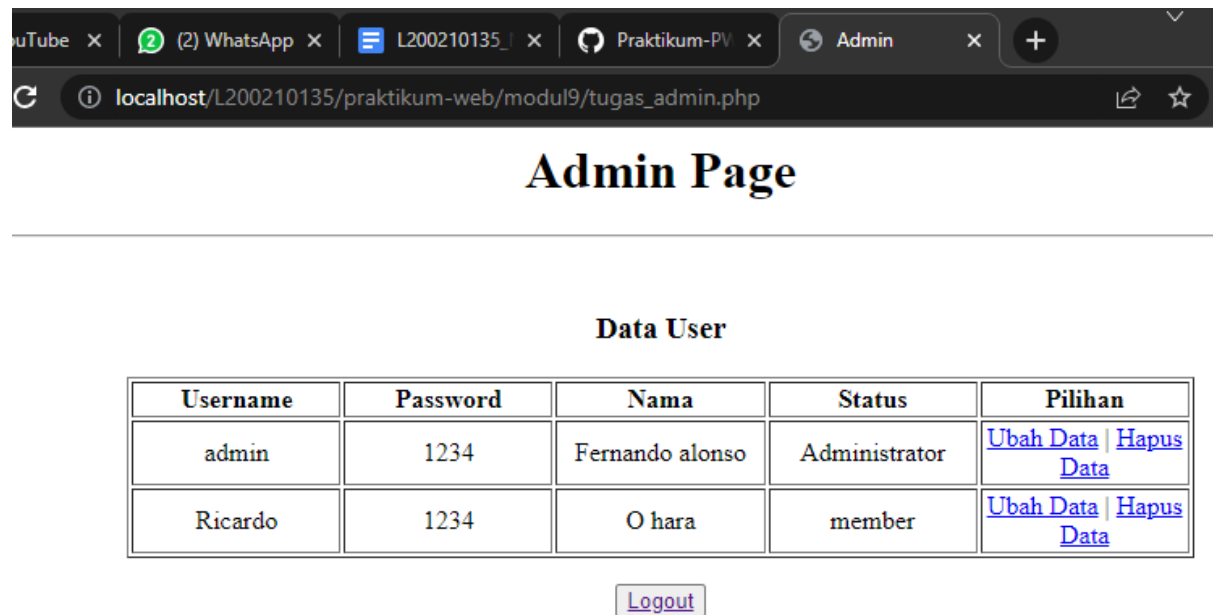 ouTube
(2) WhatsApp
L200210135_
Praktikum-PW
Admin
localhost/L200210135/praktikum-web/modul9/tugas_admin.php
Admin Page
Data User
Username Password Nama Status Pilihan
admin 1234 Fernando alonso Administrator Ubah Data | Hapus
Data
Ricardo 1234 O hara member Ubah Data | Hapus
Data
Logout